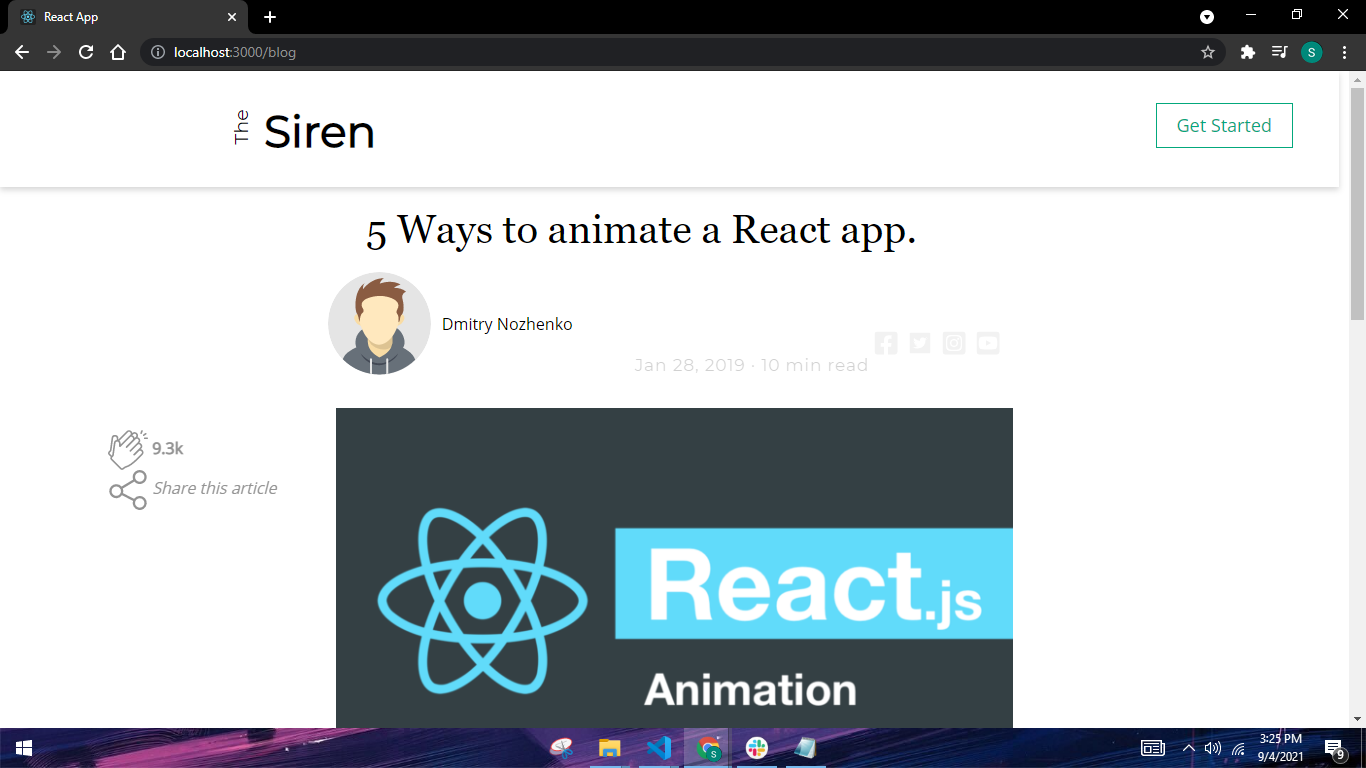 React App
localhost:3000/blog
S
The
Siren
Get Started
5 Ways to animate a React app.
Dmitry Nozhenko
Jan 28, 2019 · 10 min read
9.3k
Share this article
React.js
Animation
S
3:25 PM
9/4/2021
9